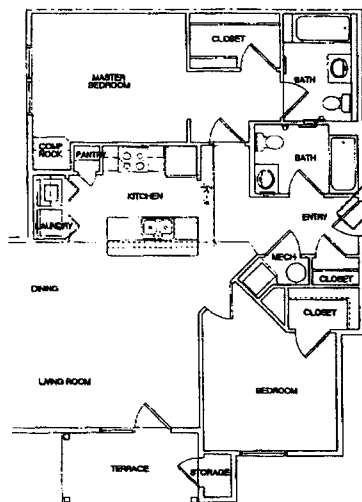 CLOSET
MASTER
BEDROOM
BATH
COMP
NOOK
PANTRY
BATH
KITCHEN
LAUNDRY
ENTRY
MECH
CLOSET
DINING
CLOSET
LIVING ROOM
BEDROOM
TERRACE
STORAGE